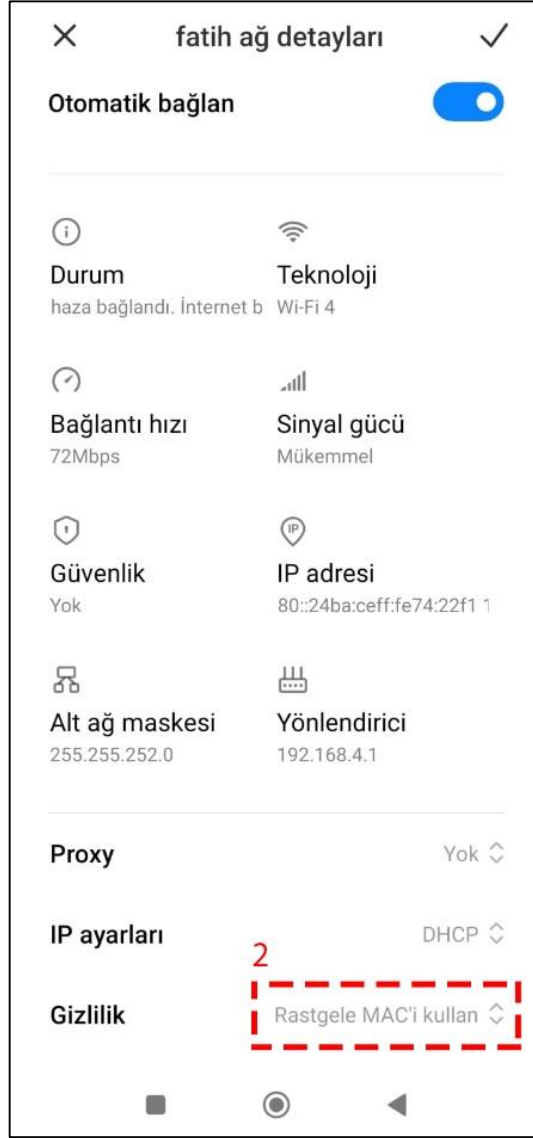 fatih ağ detayları
Otomatik bağlan
Durum Teknoloji
haza bağlandı. İnternet b Wi-Fi 4
Bağlantı hızı Sinyal gücü
72Mbps Mükemmel
IP
Güvenlik IP adresi
Yok 80::24ba:ceff:fe74:22f1 1
Alt ağ maskesi Yönlendirici
255.255.252.0 192.168.4.1
Proxy Yok
IP ayarları DHCP
2
Gizlilik Rastgele MAC'i kullan